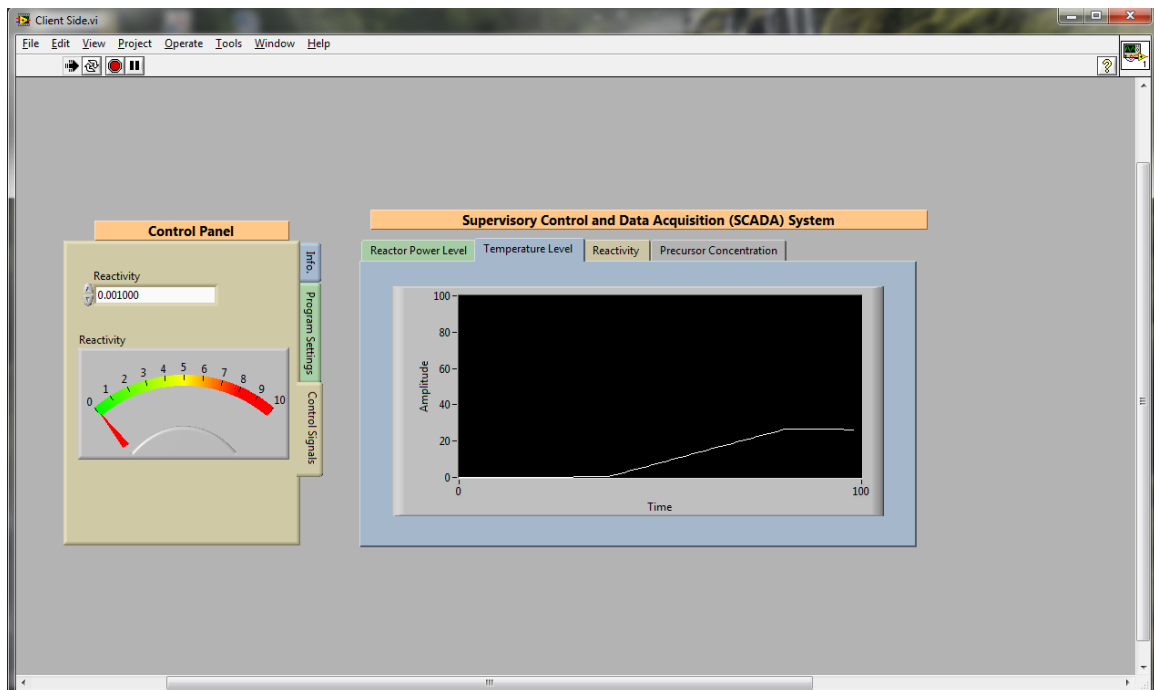 Client Side.vi
File Edit View Project Operate Tools Window Help
1
Control Panel
Reactivity
0.001000
Reactivity
0 1 2 3 4 5 6 7 8 9 10
Info.
Program Settings
Control Signals
Supervisory Control and Data Acquisition (SCADA) System
Reactor Power Level Temperature Level Reactivity Precursor Concentration
100
80
60
40
20
0
Amplitude
0 100
Time